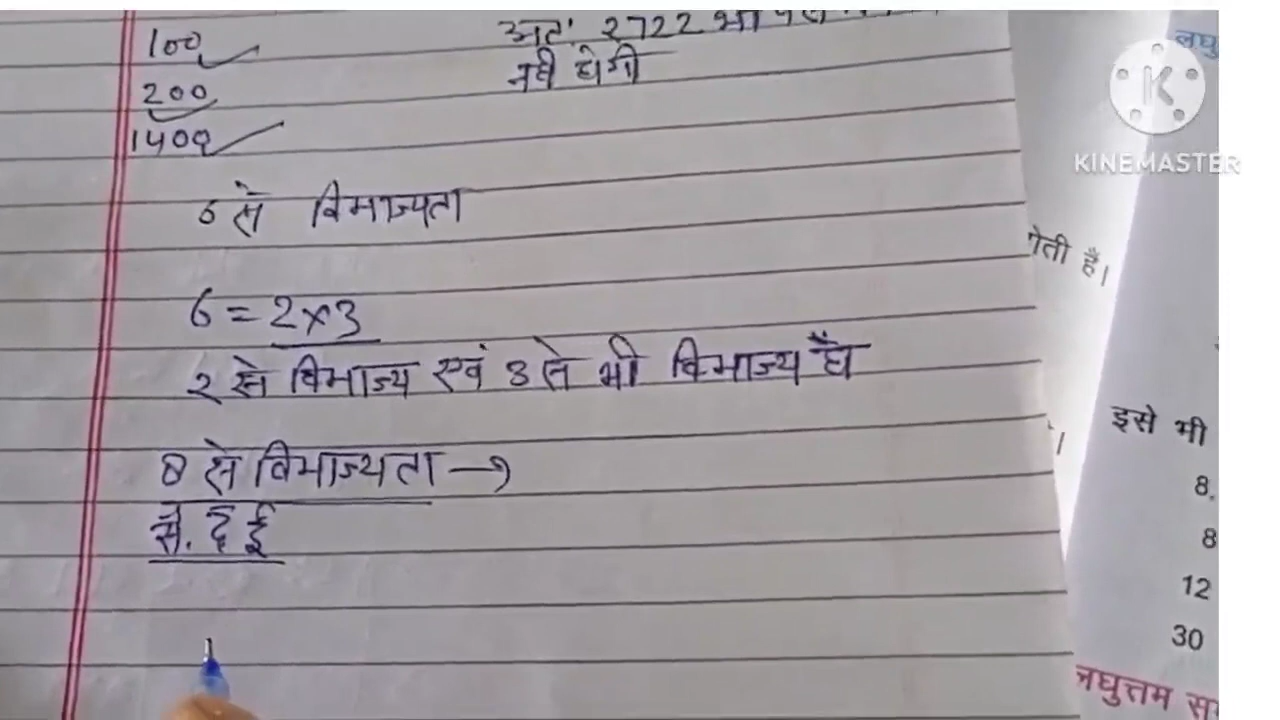 100
200
1400
अतः 2722 भी
नही होगी
6 से विभाज्यता
6 = 2×3
2 से विभाज्य एवं 3 से भी विभाज्य है
8 से विभाज्यता →
सै. द ई
लघु
KINEMASTER
होती है।
इसे भी
8.
8
12
30
लघुत्तम स